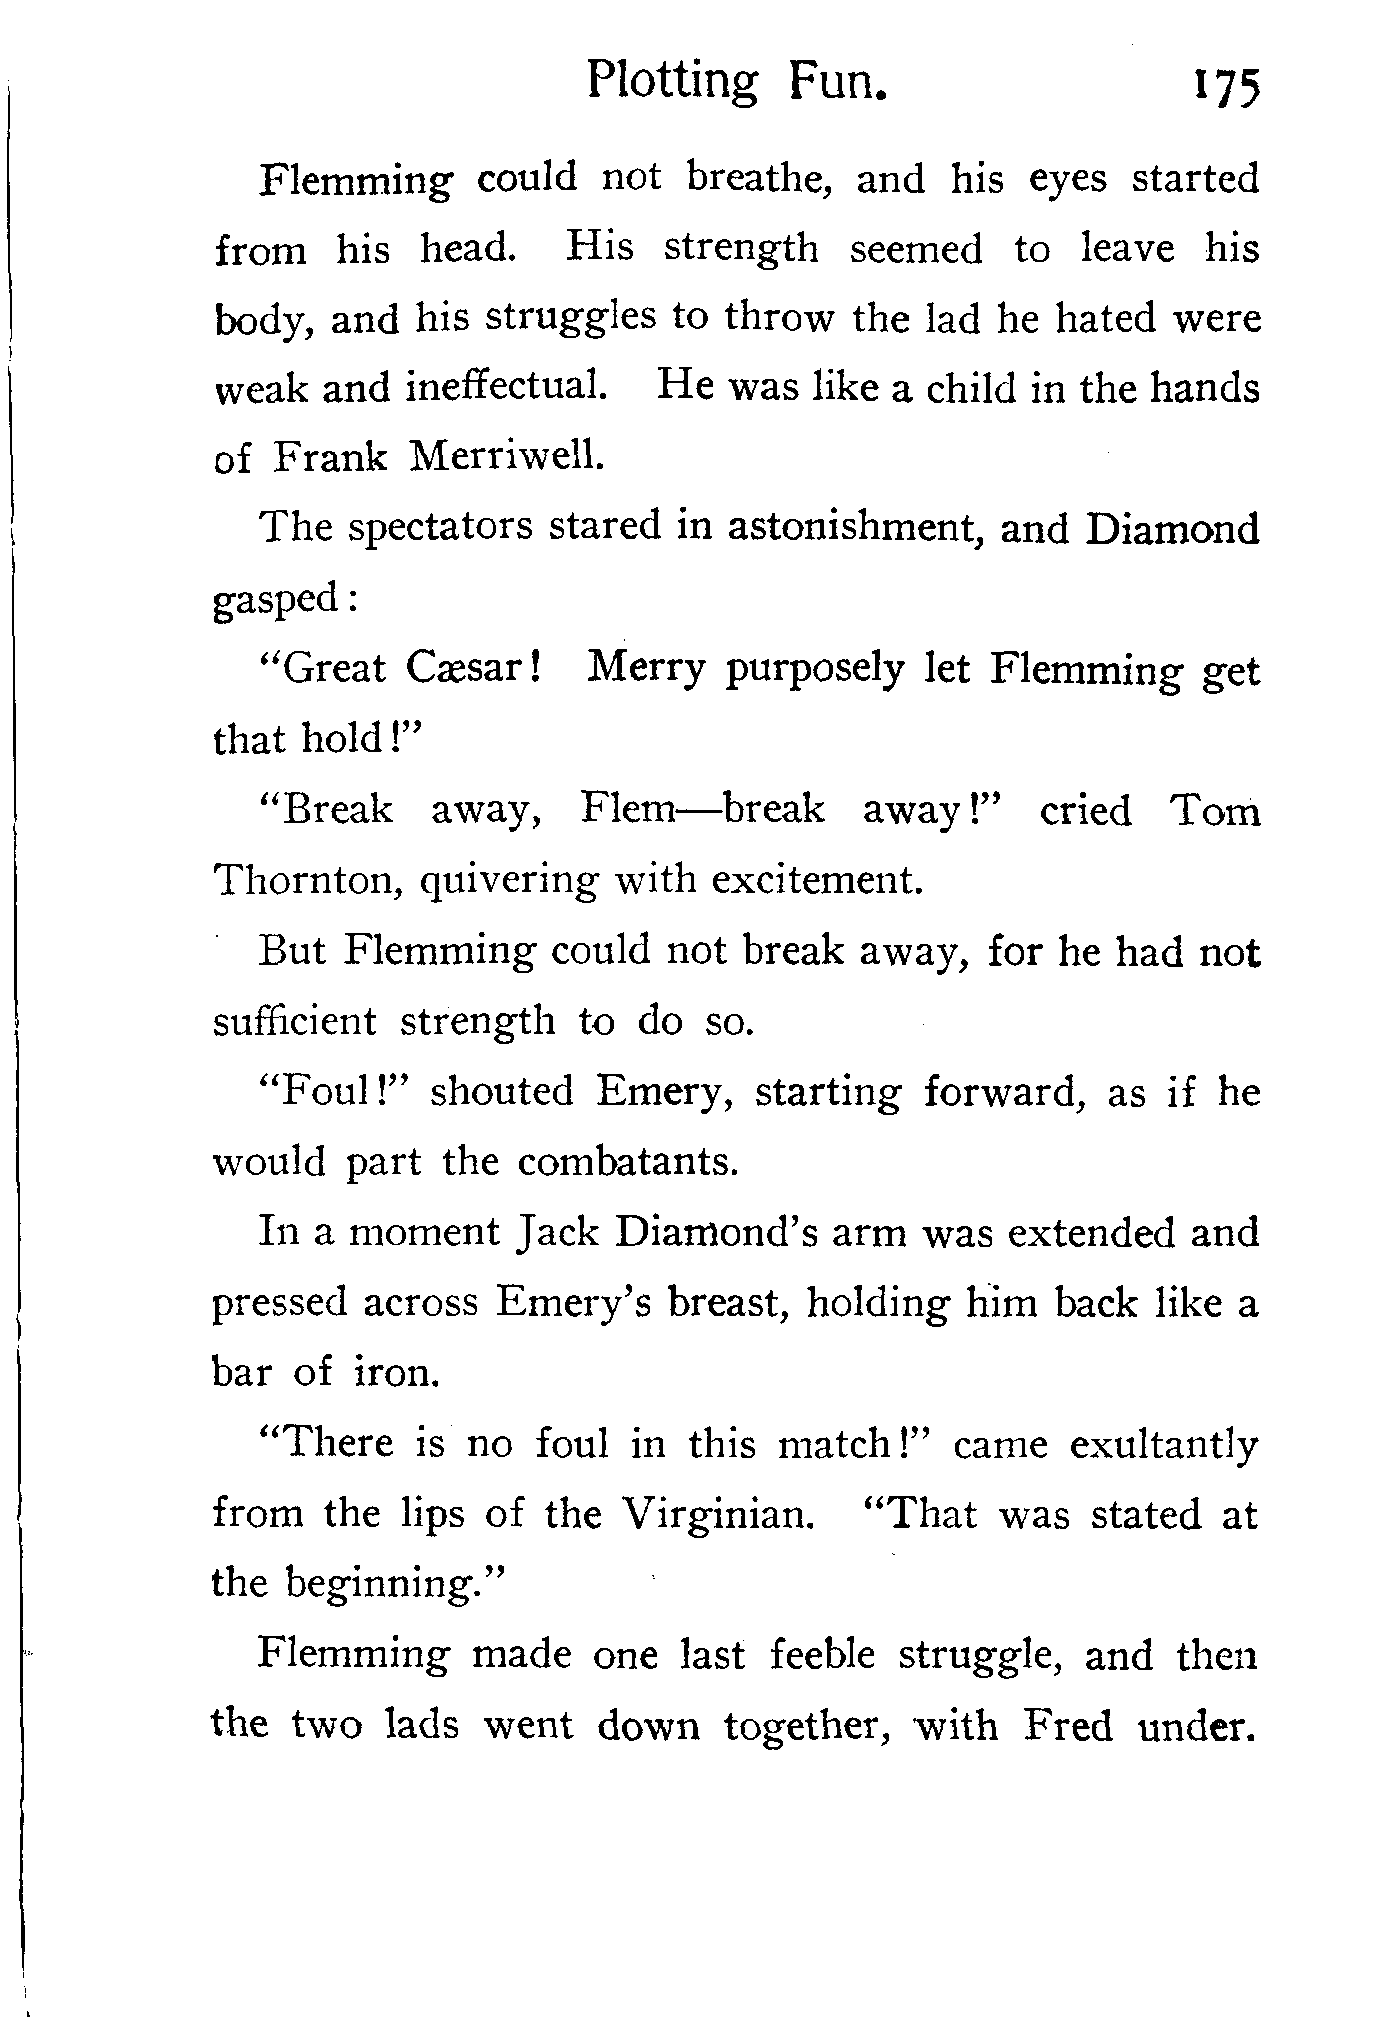 Plotting Fun. 175
Flemming could not breathe, and his eyes started
from his head. His strength seemed to leave his
body, and his struggles to throw the lad he hated were
weak and ineffectual. He was like a child in the hands
of Frank Merriwell.
The spectators stared in astonishment, and Diamond
gasped:
“Great Cæsar! Merry purposely let Flemming get
that hold!”
“Break away, Flem—break away!” cried Tom
Thornton, quivering with excitement.
But Flemming could not break away, for he had not
sufficient strength to do so.
“Foul!” shouted Emery, starting forward, as if he
would part the combatants.
In a moment Jack Diamond’s arm was extended and
pressed across Emery’s breast, holding him back like a
bar of iron.
“There is no foul in this match!” came exultantly
from the lips of the Virginian. “That was stated at
the beginning.”
Flemming made one last feeble struggle, and then
the two lads went down together, with Fred under.